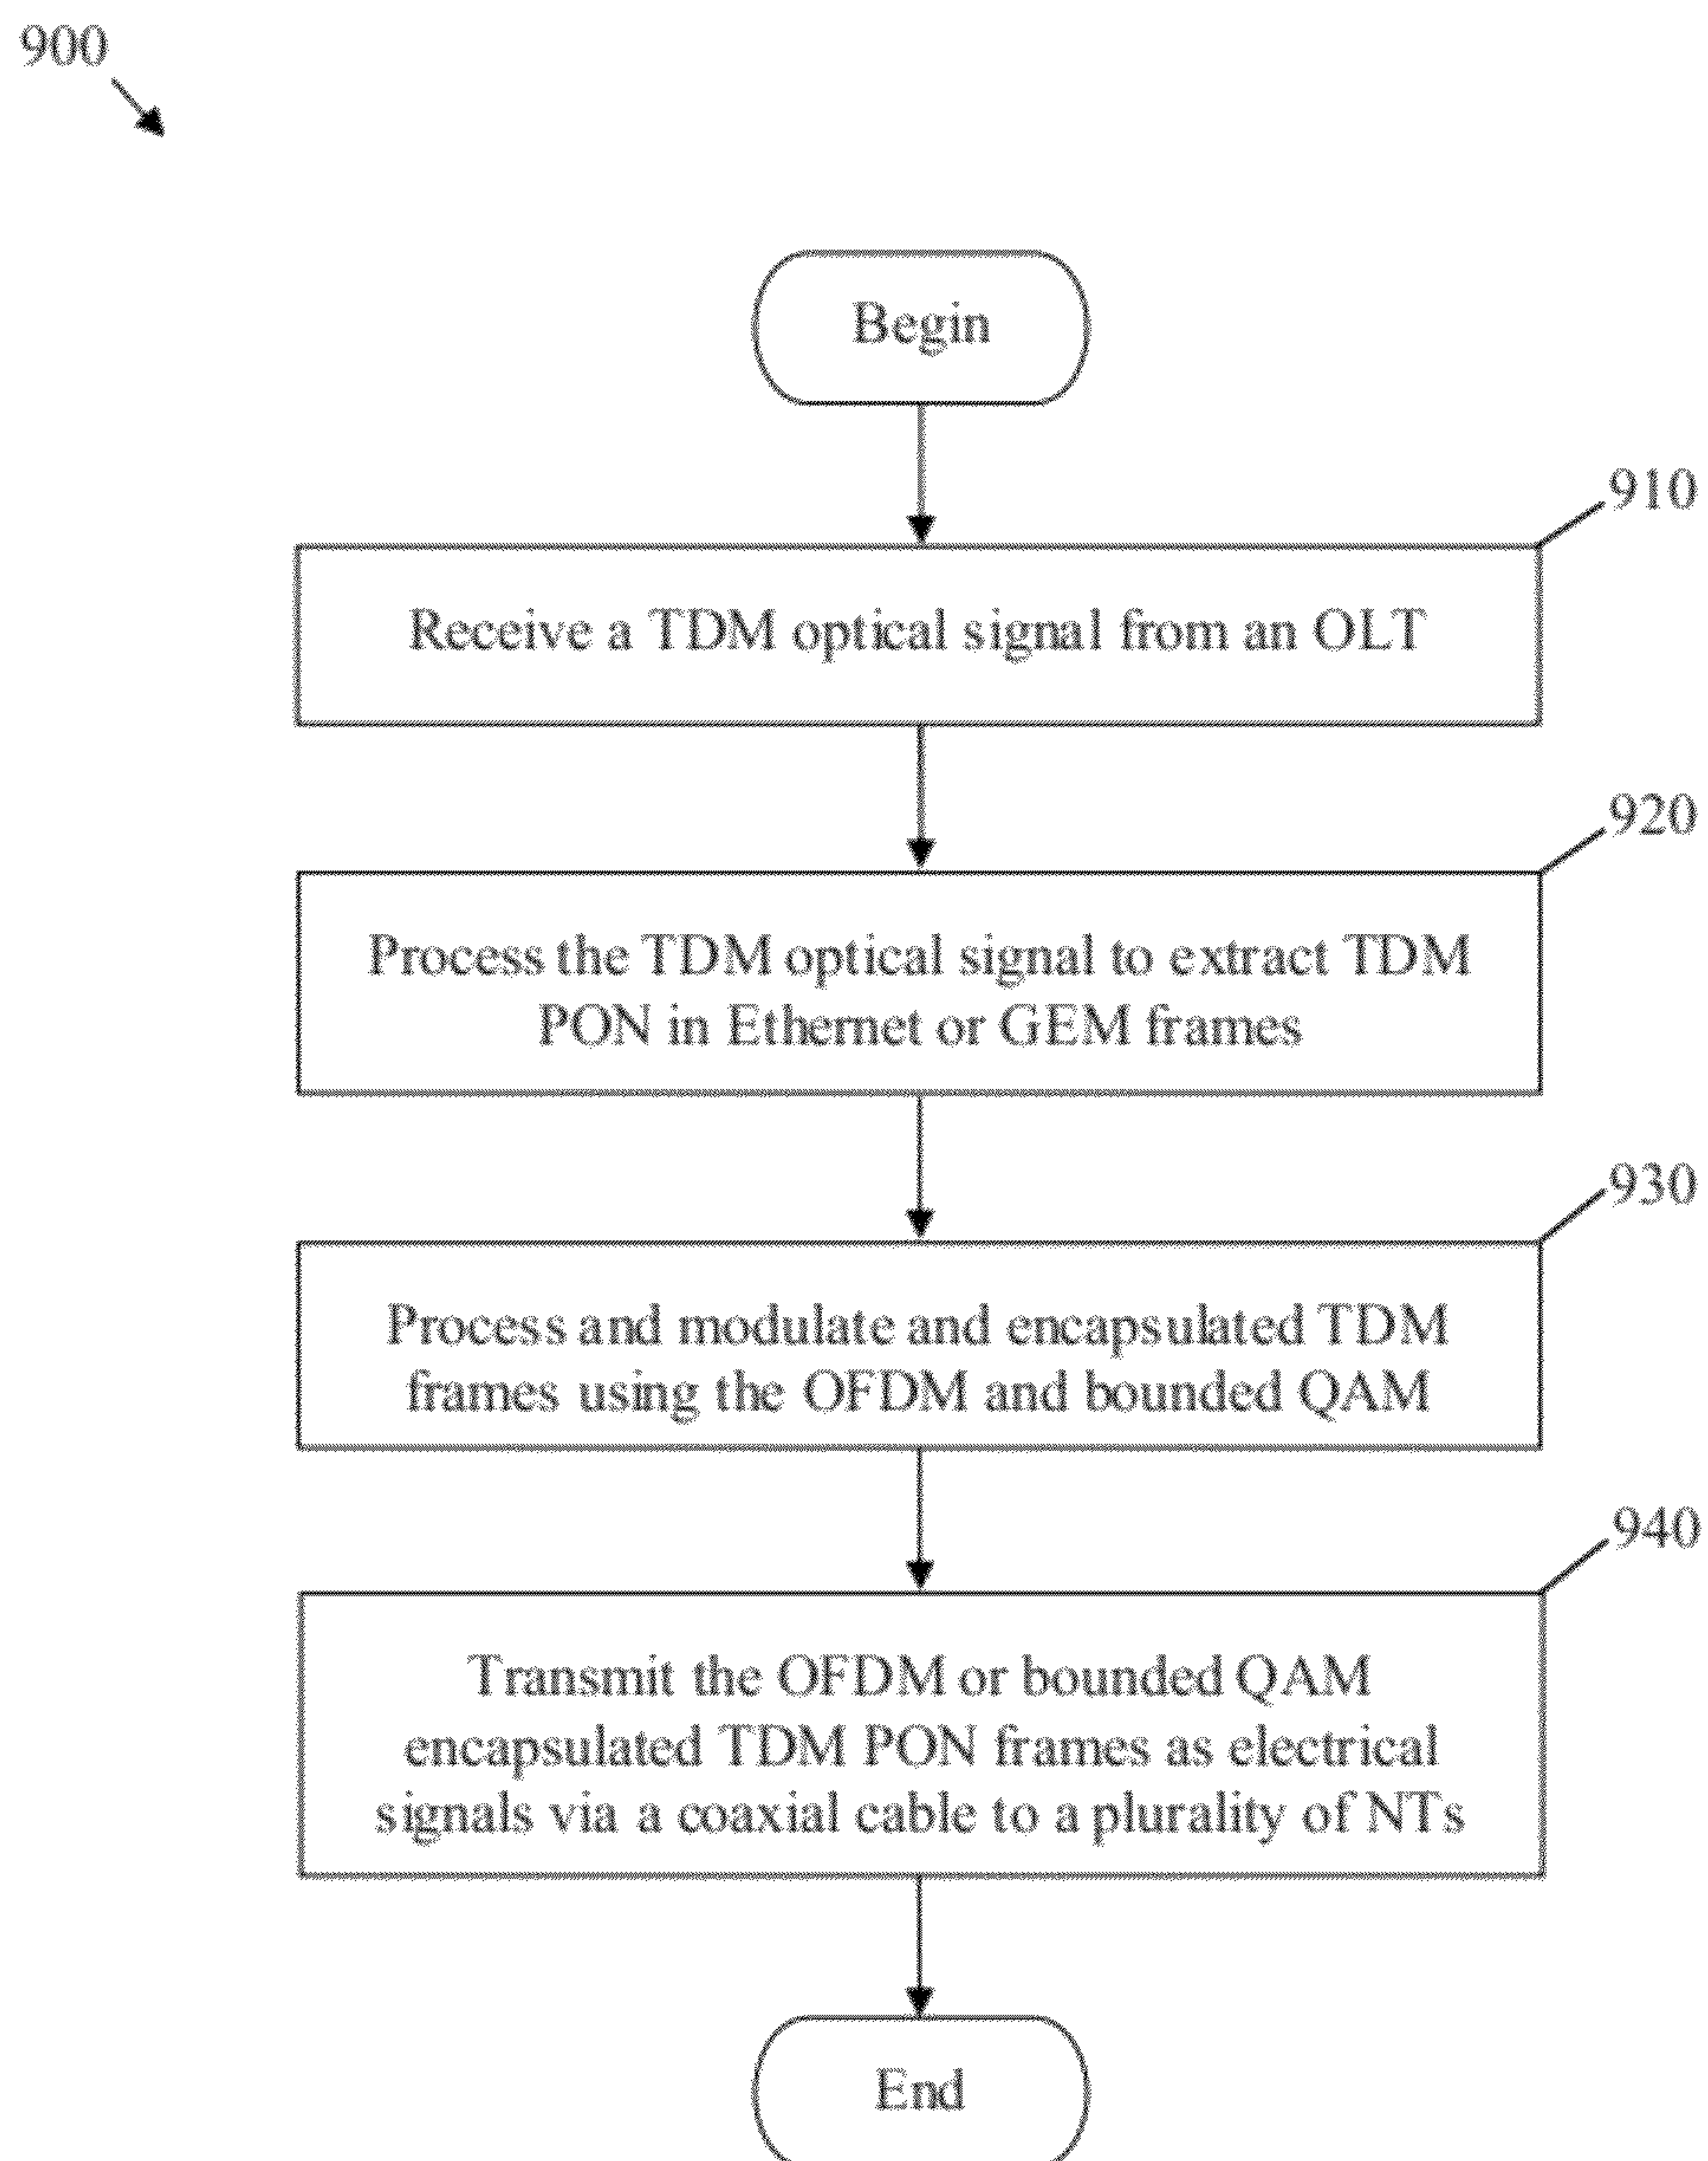 900
Begin
910
Receive a TDM optical signal from an OLT
920
Process the TDM optical signal to extract TDM
PON in Ethernet or GEM frames
930
Process and modulate and encapsulated TDM
frames using the OFDM and bounded QAM
940
Transmit the OFDM or bounded QAM
encapsulated TDM PON frames as electrical
signals via a coaxial cable to a plurality of NTs
End